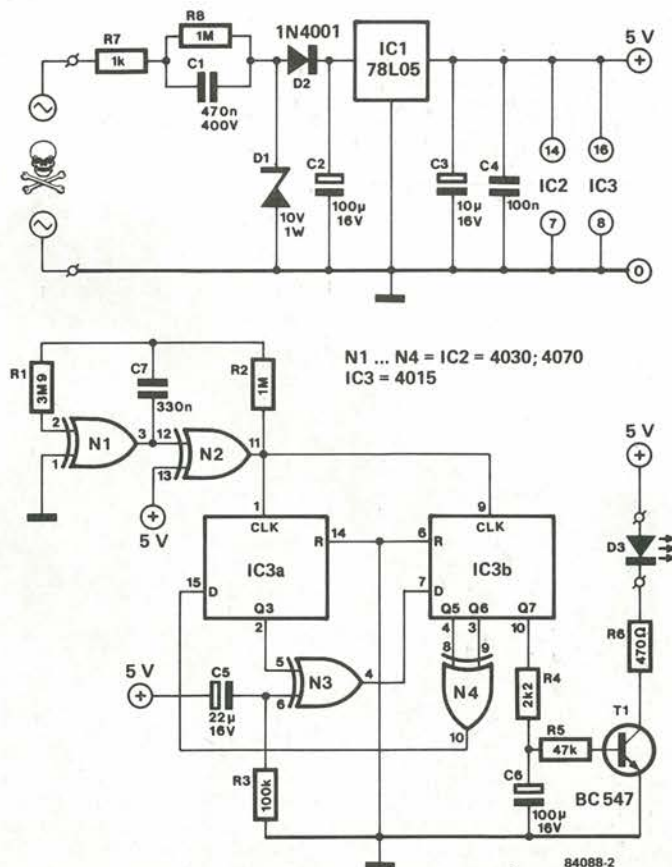 R8
1M
R7
1k
C1
470n
400V
1N4001
D2
IC1
78L05
5 V
+
D1
10V
1W
C2
100µ
16V
C3
10µ
16V
C4
100n
14
IC2
7
16
IC3
8
0
N1 ... N4 = IC2 = 4030; 4070
IC3 = 4015
R1
3M9
C7
330n
R2
1M
2
1
N1
3
12
13
N2
11
+
5 V
1
CLK
15
D
IC3a
R
14
Q3
2
9
CLK
6
R
7
D
IC3b
Q5
Q6
Q7
4
3
10
5 V
+
C5
22µ
16V
5
6
N3
4
8
9
N4
10
R3
100k
R4
2k2
R5
47k
C6
100µ
16V
5 V
+
D3
R6
470Ω
T1
BC 547
84088-2